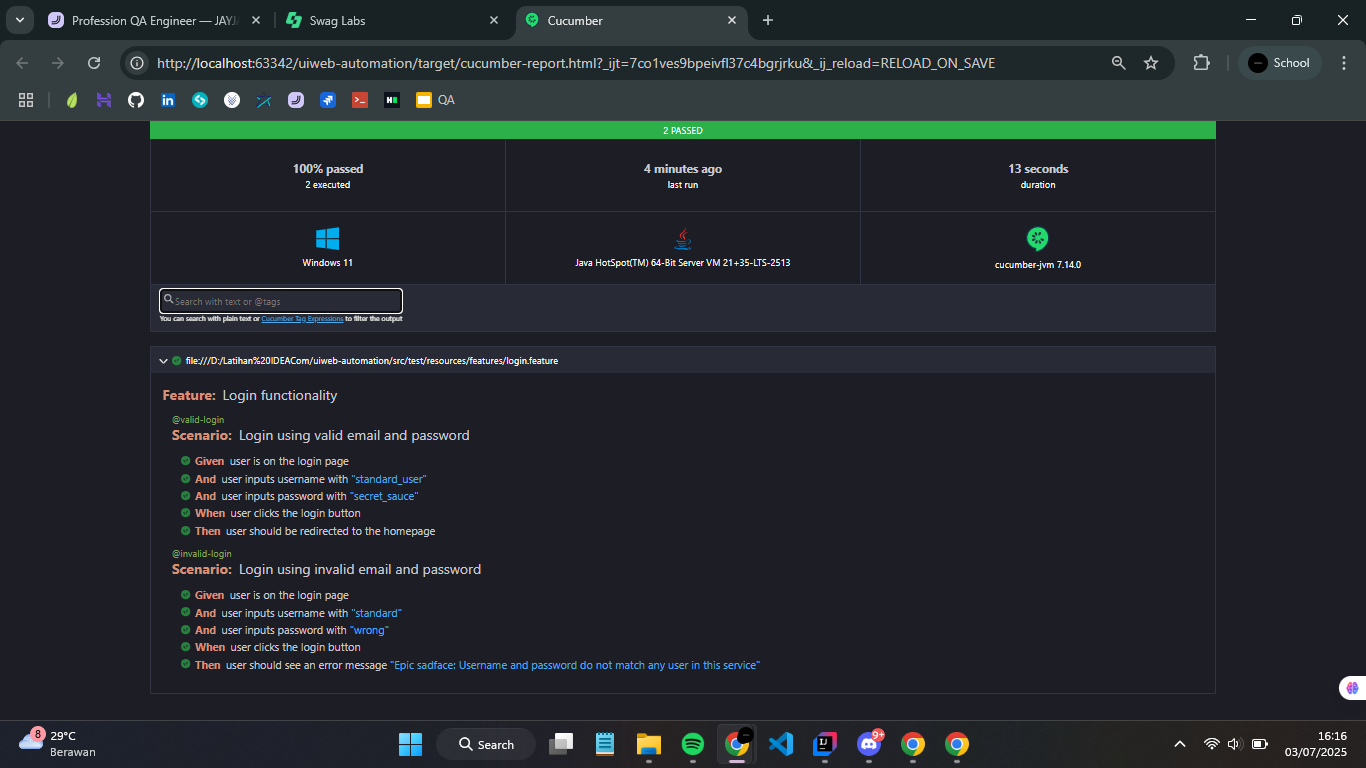 Profession QA Engineer — JAYJA
Swag Labs
Cucumber
http://localhost:63342/uiweb-automation/target/cucumber-report.html?_ijt=7co1ves9bpeivfl37c4bgrjrku&_ij_reload=RELOAD_ON_SAVE
School
QA
2 PASSED
100% passed
2 executed
4 minutes ago
last run
13 seconds
duration
Windows 11
Java HotSpot(TM) 64-Bit Server VM 21+35-LTS-2513
cucumber-jvm 7.14.0
Search with text or @tags
You can search with plain text or Cucumber Tag Expressions to filter the output
file:///D:/Latihan%20IDEACom/uiweb-automation/src/test/resources/features/login.feature
Feature: Login functionality
@valid-login
Scenario: Login using valid email and password
Given user is on the login page
And user inputs username with "standard_user"
And user inputs password with "secret_sauce"
When user clicks the login button
Then user should be redirected to the homepage
@invalid-login
Scenario: Login using invalid email and password
Given user is on the login page
And user inputs username with "standard"
And user inputs password with "wrong"
When user clicks the login button
Then user should see an error message "Epic sadface: Username and password do not match any user in this service"
8
29°C
Berawan
Search
9+
16:16
03/07/2025